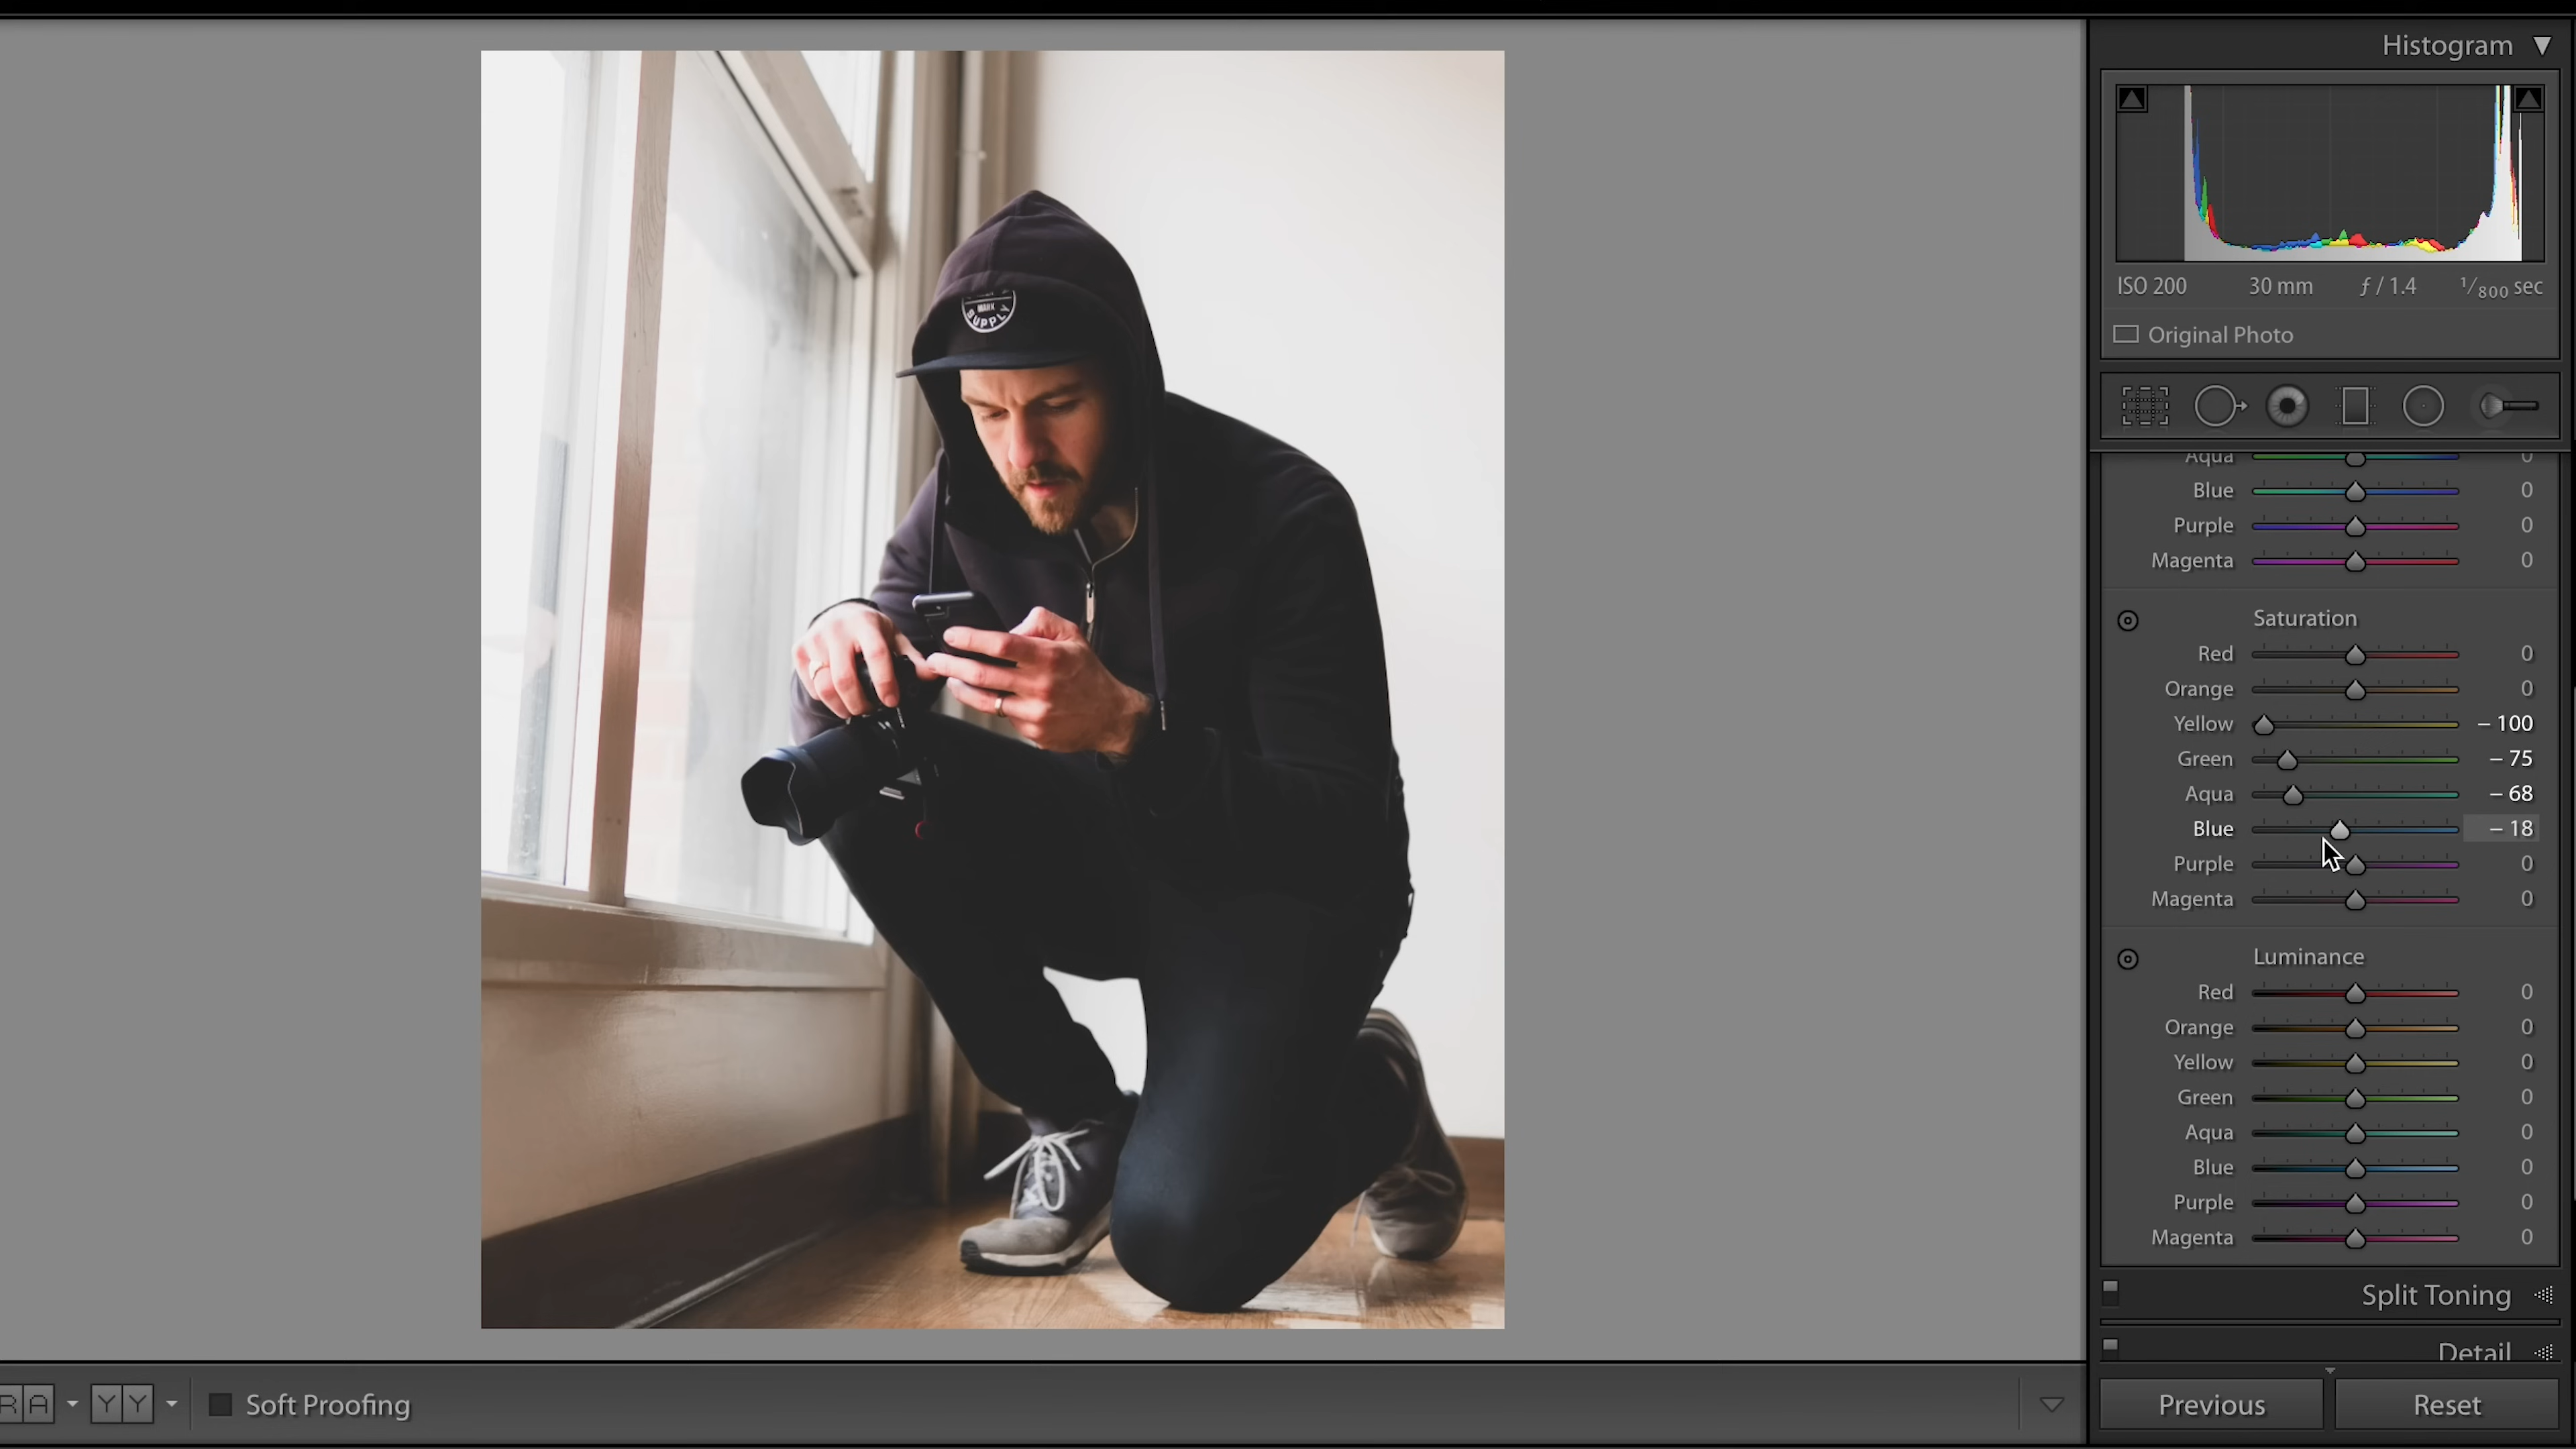 Histogram
ISO 200 30 mm ƒ / 1.4 1/800 sec
Original Photo
Aqua 0
Blue 0
Purple 0
Magenta 0
Saturation
Red 0
Orange 0
Yellow – 100
Green – 75
Aqua – 68
Blue – 18
Purple 0
Magenta 0
Luminance
Red 0
Orange 0
Yellow 0
Green 0
Aqua 0
Blue 0
Purple 0
Magenta 0
Split Toning
Detail
MARK
SUPPLY
R A Y Y Soft Proofing
Previous Reset